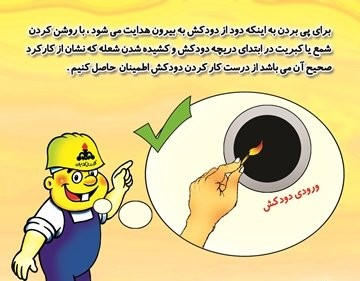 برای پی بردن به اینکه دود از دودکش به بیرون هدایت می شود ، با روشن کردن
شمع یا کبریت در ابتدای دریچه دودکش و کشیده شدن شعله که نشان از کارکرد
صحیح آن می باشد از درست کار کردن دودکش اطمینان حاصل کنیم .
ورودی دودکش